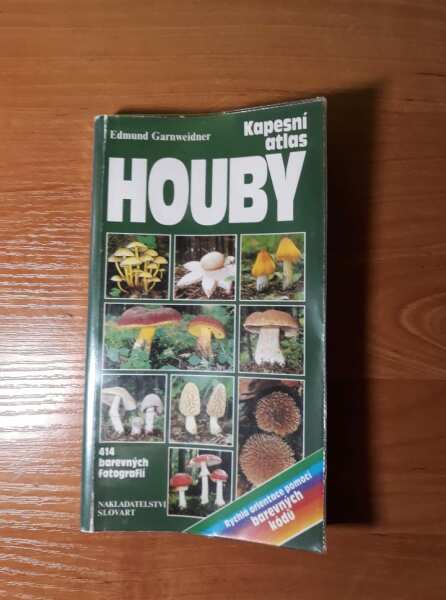 Edmund Garnweidner
Kapesní
atlas
HOUBY
414
barevných
fotografií
NAKLADATELSTVÍ
SLOVART
Rychlá orientace pomocí
barevných
kódů